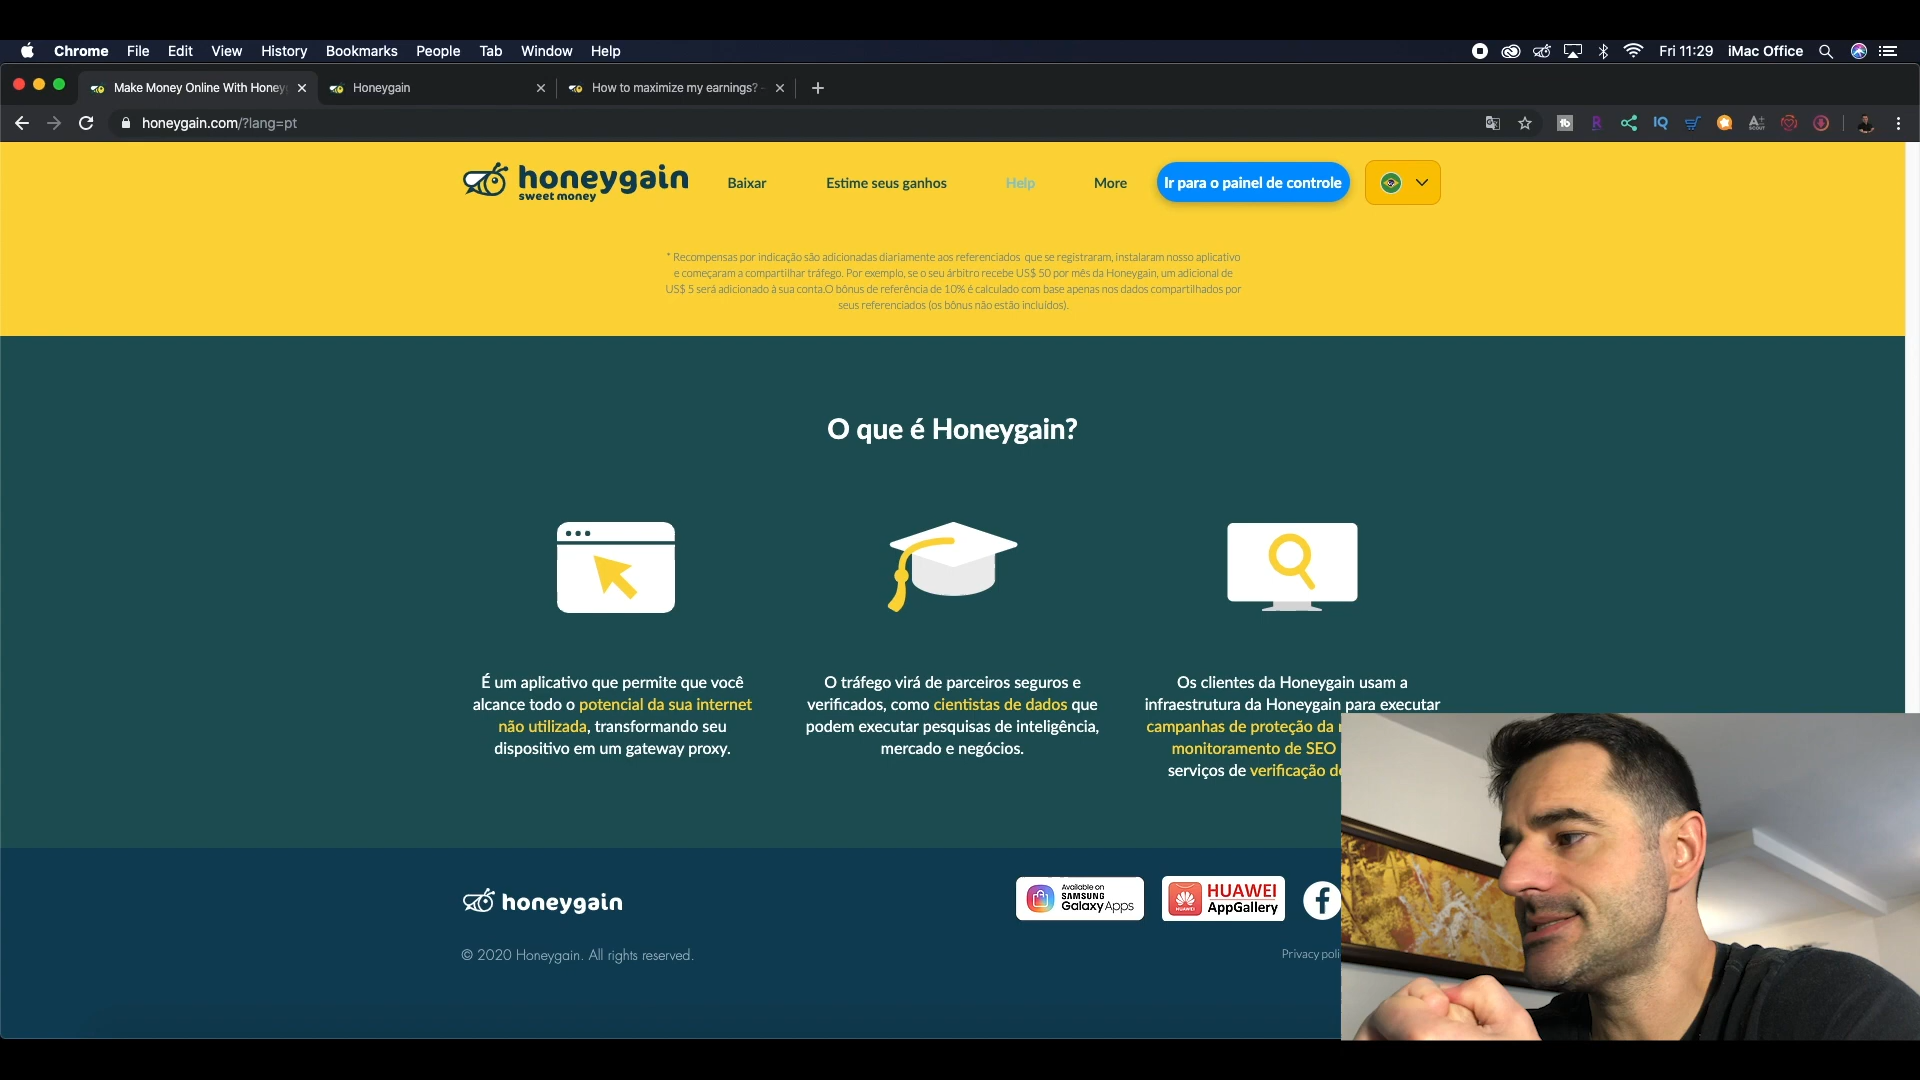 Chrome File Edit View History Bookmarks People Tab Window Help
Fri 11:29 iMac Office
Make Money Online With Honey
Honeygain
How to maximize my earnings? -
honeygain.com/?lang=pt
honeygain
sweet money
Baixar
Estime seus ganhos
Help
More
Ir para o painel de controle
* Recompensas por indicação são adicionadas diariamente aos referenciados que se registraram, instalaram nosso aplicativo
e começaram a compartilhar tráfego. Por exemplo, se o seu árbitro recebe US$ 50 por mês da Honeygain, um adicional de
US$ 5 será adicionado à sua conta.O bônus de referência de 10% é calculado com base apenas nos dados compartilhados por
seus referenciados (os bônus não estão incluídos).
O que é Honeygain?
É um aplicativo que permite que você
alcance todo o potencial da sua internet
não utilizada, transformando seu
dispositivo em um gateway proxy.
O tráfego virá de parceiros seguros e
verificados, como cientistas de dados que
podem executar pesquisas de inteligência,
mercado e negócios.
Os clientes da Honeygain usam a
infraestrutura da Honeygain para executar
campanhas de proteção da
monitoramento de SEO
serviços de verificação d
honeygain
Available on
SAMSUNG
Galaxy Apps
HUAWEI
AppGallery
© 2020 Honeygain. All rights reserved.
Privacy poli